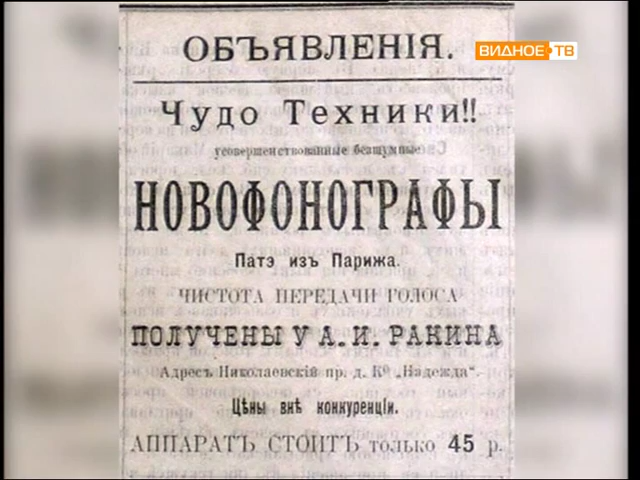 ВИДНОЕ ТВ
ОБЪЯВЛЕНІЯ.
Чудо Техники!!
усовершенствованные безшумные
НОВОФОНОГРАФЫ
Патэ изъ Парижа.
ЧИСТОТА ПЕРЕДАЧИ ГОЛОСА
ПОЛУЧЕНЫ У А. И. РАКИНА
Адресъ Николаевскій пр. д. Ко „Надежда“.
Цѣны внѣ конкуренціи.
АППАРАТЪ СТОИТЪ только 45 р.